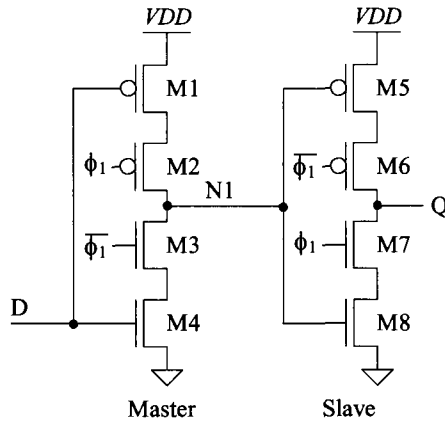 VDD VDD
M1 M5
ϕ1 M2 ϕ1̅ M6
N1 Q
ϕ1̅ M3 ϕ1 M7
D M4 M8
Master Slave